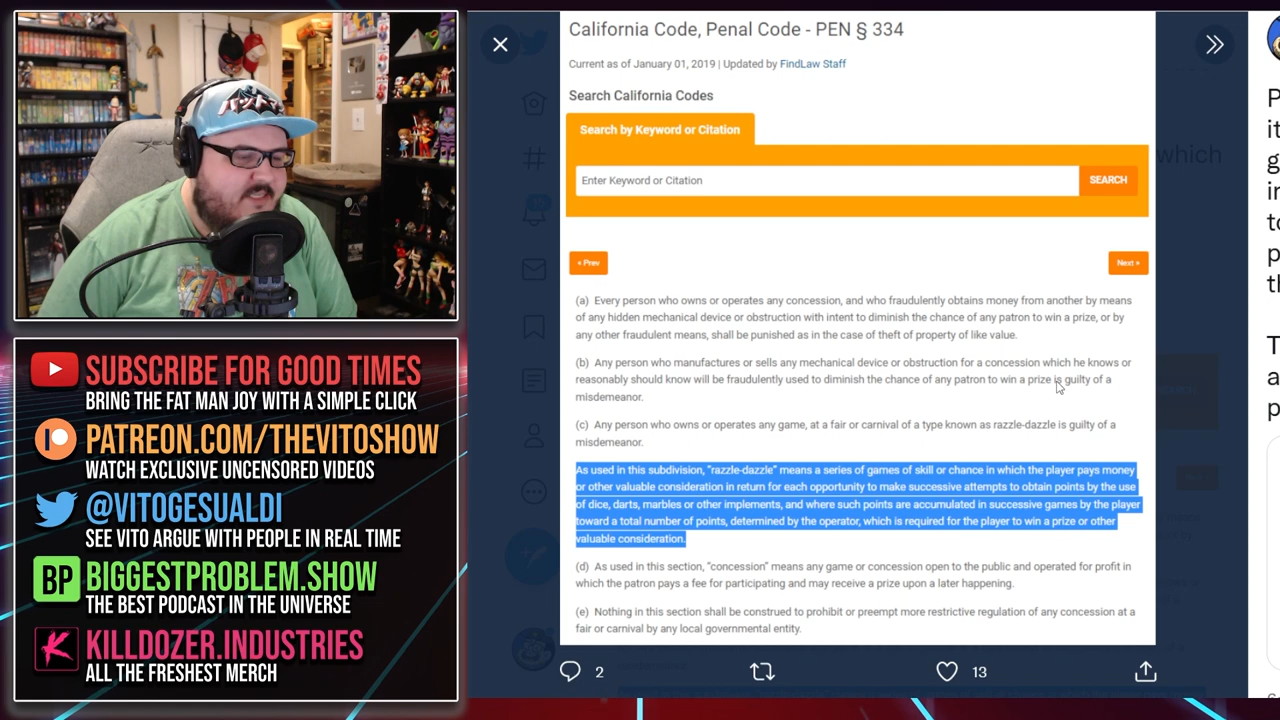 SUBSCRIBE FOR GOOD TIMES
BRING THE FAT MAN JOY WITH A SIMPLE CLICK
PATREON.COM/THEVITOSHOW
WATCH EXCLUSIVE UNCENSORED VIDEOS
@VITOGESUALDI
SEE VITO ARGUE WITH PEOPLE IN REAL TIME
BP
BIGGESTPROBLEM.SHOW
THE BEST PODCAST IN THE UNIVERSE
K
KILLDOZER.INDUSTRIES
ALL THE FRESHEST MERCH
California Code, Penal Code - PEN § 334
Current as of January 01, 2019 | Updated by FindLaw Staff
Search California Codes
Search by Keyword or Citation
Enter Keyword or Citation
SEARCH
< Prev
Next >
(a) Every person who owns or operates any concession, and who fraudulently obtains money from another by means
of any hidden mechanical device or obstruction with intent to diminish the chance of any patron to win a prize, or by
any other fraudulent means, shall be punished as in the case of theft of property of like value.
(b) Any person who manufactures or sells any mechanical device or obstruction for a concession which he knows or
reasonably should know will be fraudulently used to diminish the chance of any patron to win a prize is guilty of a
misdemeanor.
(c) Any person who owns or operates any game, at a fair or carnival of a type known as razzle-dazzle is guilty of a
misdemeanor.
As used in this subdivision, "razzle-dazzle" means a series of games of skill or chance in which the player pays money
or other valuable consideration in return for each opportunity to make successive attempts to obtain points by the use
of dice, darts, marbles or other implements, and where such points are accumulated in successive games by the player
toward a total number of points, determined by the operator, which is required for the player to win a prize or other
valuable consideration.
(d) As used in this section, "concession" means any game or concession open to the public and operated for profit in
which the patron pays a fee for participating and may receive a prize upon a later happening.
(e) Nothing in this section shall be construed to prohibit or preempt more restrictive regulation of any concession at a
fair or carnival by any local governmental entity.
2
13
which